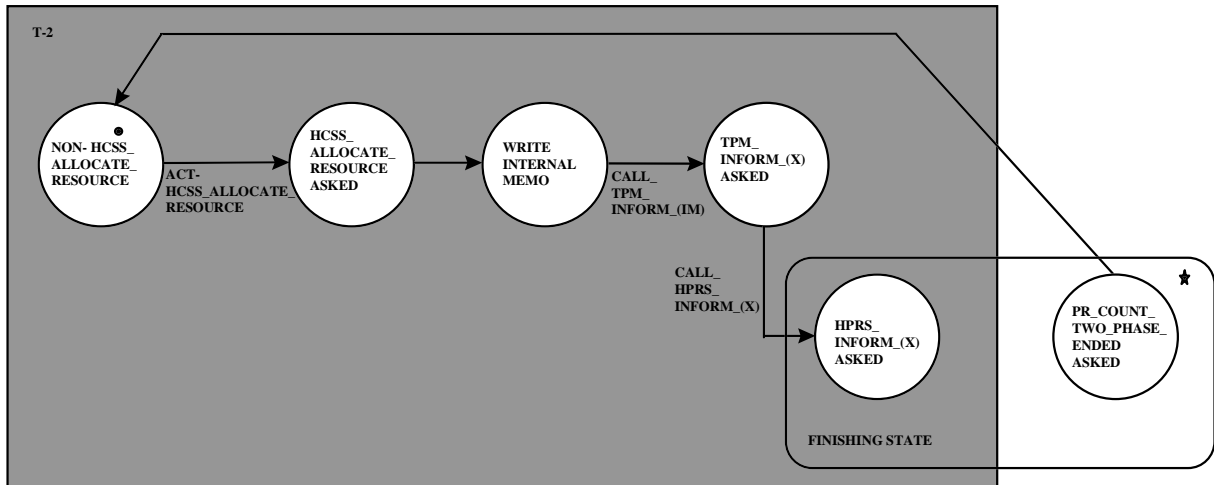 T-2
NON- HCSS_
ALLOCATE_
RESOURCE
ACT-
HCSS_ALLOCATE_
RESOURCE
HCSS_
ALLOCATE_
RESOURCE
ASKED
WRITE
INTERNAL
MEMO
CALL_
TPM_
INFORM_(IM)
TPM_
INFORM_(X)
ASKED
CALL_
HPRS_
INFORM_(X)
HPRS_
INFORM_(X)
ASKED
PR_COUNT_
TWO_PHASE_
ENDED
ASKED
FINISHING STATE